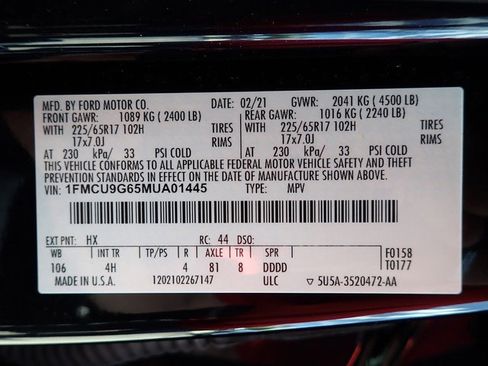 MFD. BY FORD MOTOR CO. DATE: 02/21 GVWR: 2041 KG ( 4500 LB)
FRONT GAWR: 1089 KG ( 2400 LB) REAR GAWR: 1016 KG ( 2240 LB)
WITH 225/65R17 102H TIRES WITH 225/65R17 102H TIRES
17x7.0J RIMS 17x7.0J RIMS
AT 230 kPa/ 33 PSI COLD AT 230 kPa/ 33 PSI COLD
THIS VEHICLE CONFORMS TO ALL APPLICABLE FEDERAL MOTOR VEHICLE SAFETY AND THEFT
PREVENTION STANDARDS IN EFFECT ON THE DATE OF MANUFACTURE SHOWN ABOVE.
VIN: 1FMCU9G65MUA01445 TYPE: MPV
EXT PNT: HX RC: 44 DSO: F0158
WB INT TR TP/PS R AXLE TR SPR T0177
106 4H 4 81 8 DDDD
MADE IN U.S.A. 1202102267147 ULC 5U5A-3520472-AA